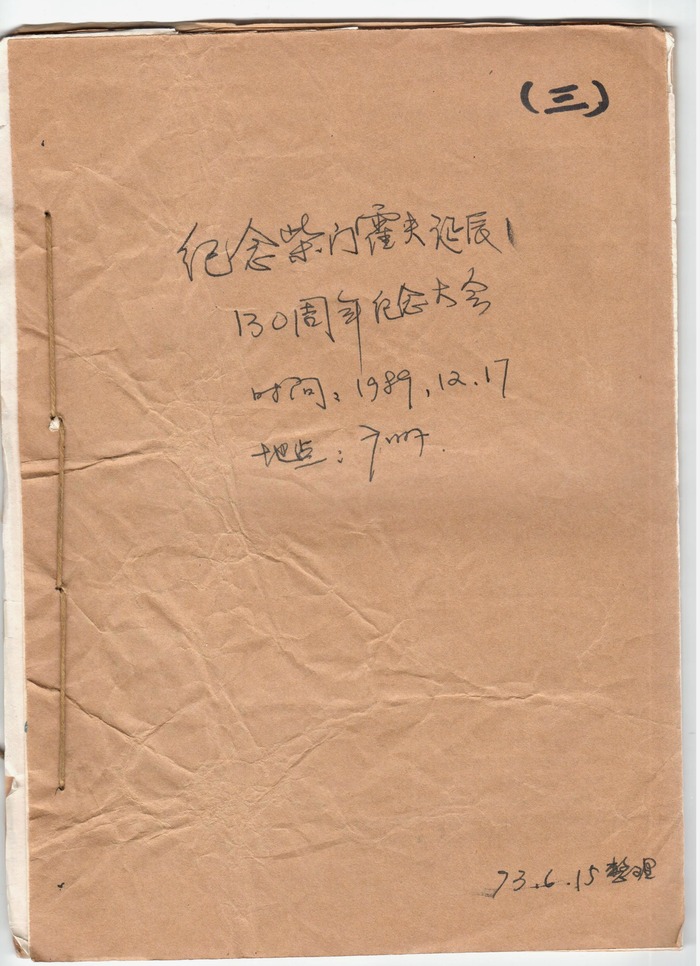 (三)
纪念柴门霍夫诞辰
130周年纪念大会
时间：1989.12.17
地点：广州
93.6.15整理